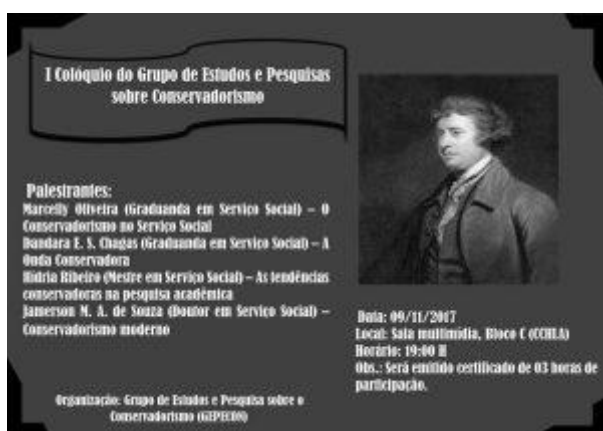 I Colóquio do Grupo de Estudos e Pesquisas
sobre Conservadorismo
Palestrantes:
Marcelly Oliveira (Graduanda em Serviço Social) – O
Conservadorismo no Serviço Social
Dandara E. S. Chagas (Graduanda em Serviço Social) – A
Onda Conservadora
Hidria Ribeiro (Mestre em Serviço Social) – As tendências
conservadoras na pesquisa acadêmica
Jamerson M. A. de Souza (Doutor em Serviço Social) –
Conservadorismo moderno
Data: 09/11/2017
Local: Sala multimídia, Bloco C (CCHLA)
Horário: 19:00 H
Obs.: Será emitido certificado de 03 horas de
participação.
Organização: Grupo de Estudos e Pesquisa sobre o
Conservadorismo (GEPECON)